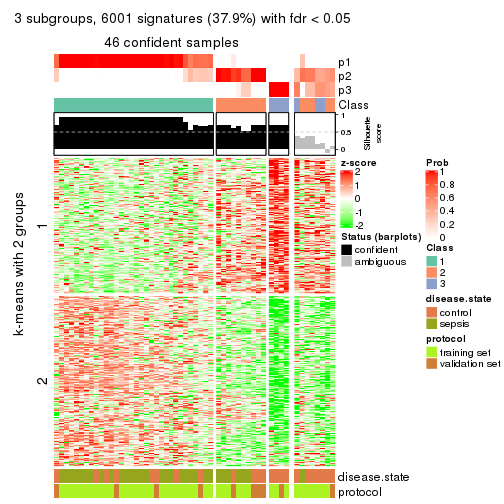 3 subgroups, 6001 signatures (37.9%) with fdr < 0.05
46 confident samples
p1
p2
p3
Class
1
0.5
0
Silhouette
score
k-means with 2 groups
1
2
disease.state
protocol
z-score
2
1
0
-1
-2
Status (barplots)
confident
ambiguous
Prob
1
0.8
0.6
0.4
0.2
0
Class
1
2
3
disease.state
control
sepsis
protocol
training set
validation set